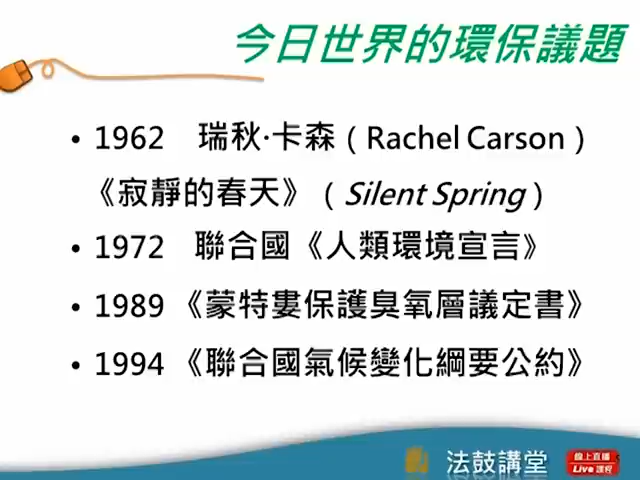 今日世界的環保議題
• 1962 瑞秋·卡森（Rachel Carson）
《寂靜的春天》（Silent Spring）
• 1972 聯合國《人類環境宣言》
• 1989《蒙特婁保護臭氧層議定書》
• 1994《聯合國氣候變化綱要公約》
法鼓講堂
線上直播
Live 課程